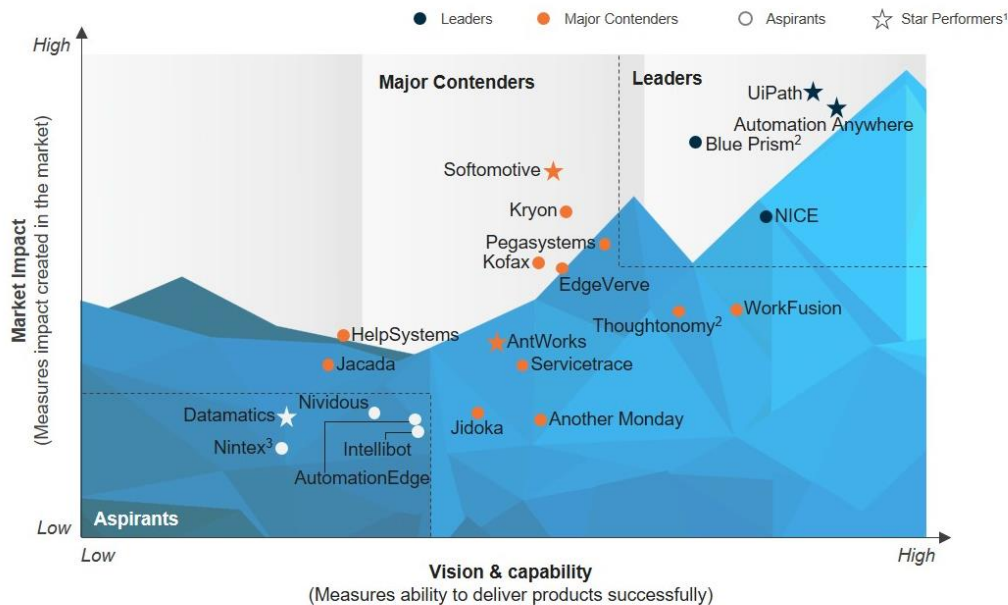 Leaders
Major Contenders
Aspirants
Star Performers¹
High
Major Contenders
Leaders
UiPath
Automation Anywhere
Blue Prism²
Softomotive
Kryon
NICE
Pegasystems
Kofax
EdgeVerve
Market Impact
(Measures impact created in the market)
HelpSystems
Thoughtonomy²
WorkFusion
AntWorks
Jacada
Servicetrace
Datamatics
Nividous
Jidoka
Another Monday
Nintex³
Intellibot
AutomationEdge
Aspirants
Low
Low
High
Vision & capability
(Measures ability to deliver products successfully)